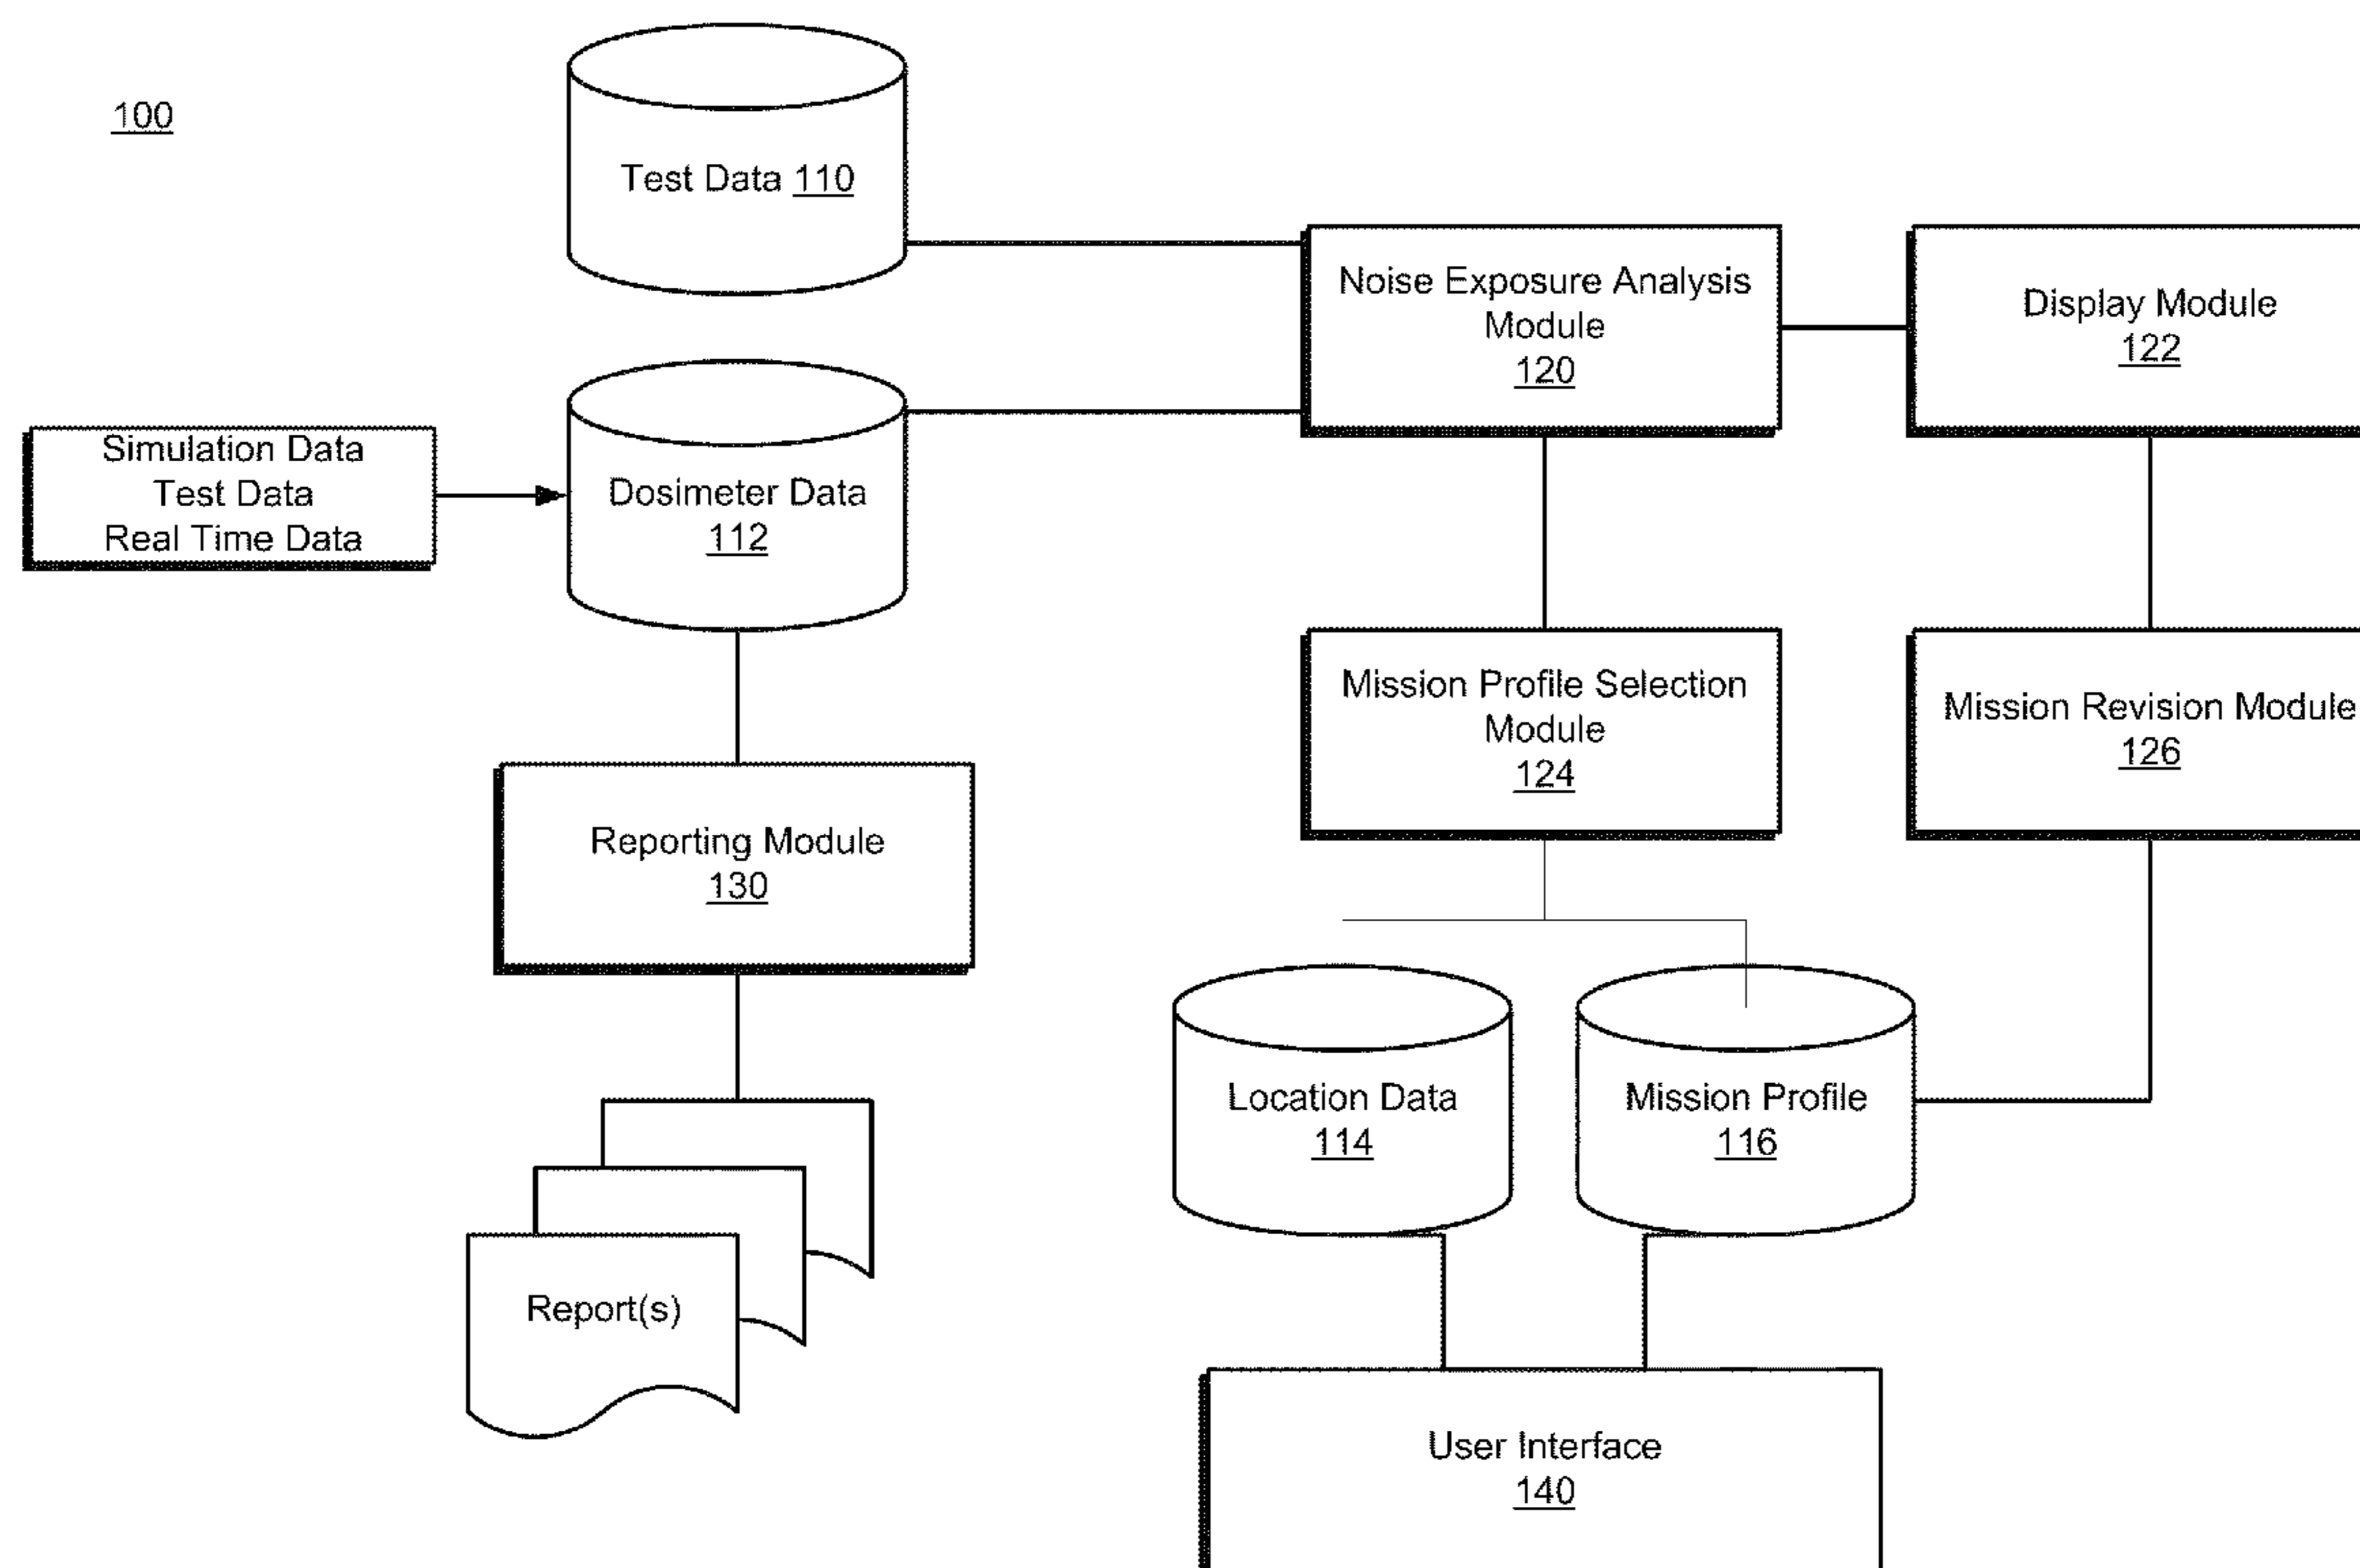 100
Test Data 110
Noise Exposure Analysis
Module
120
Display Module
122
Simulation Data
Test Data
Real Time Data
Dosimeter Data
112
Mission Profile Selection
Module
124
Mission Revision Module
126
Reporting Module
130
Location Data
114
Mission Profile
116
Report(s)
User Interface
140